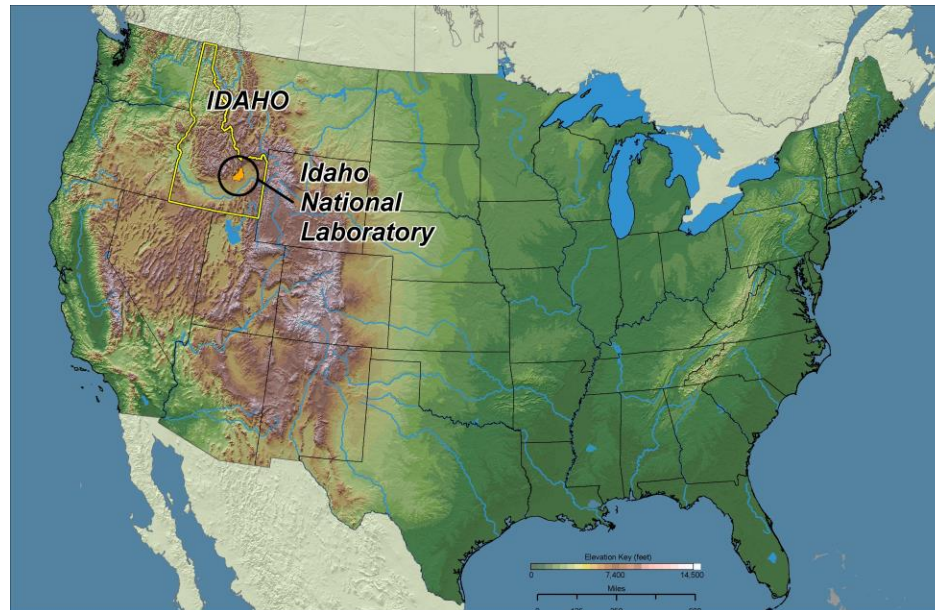 IDAHO
Idaho
National
Laboratory
Elevation Key (feet)
0 7,400 14,500
Miles